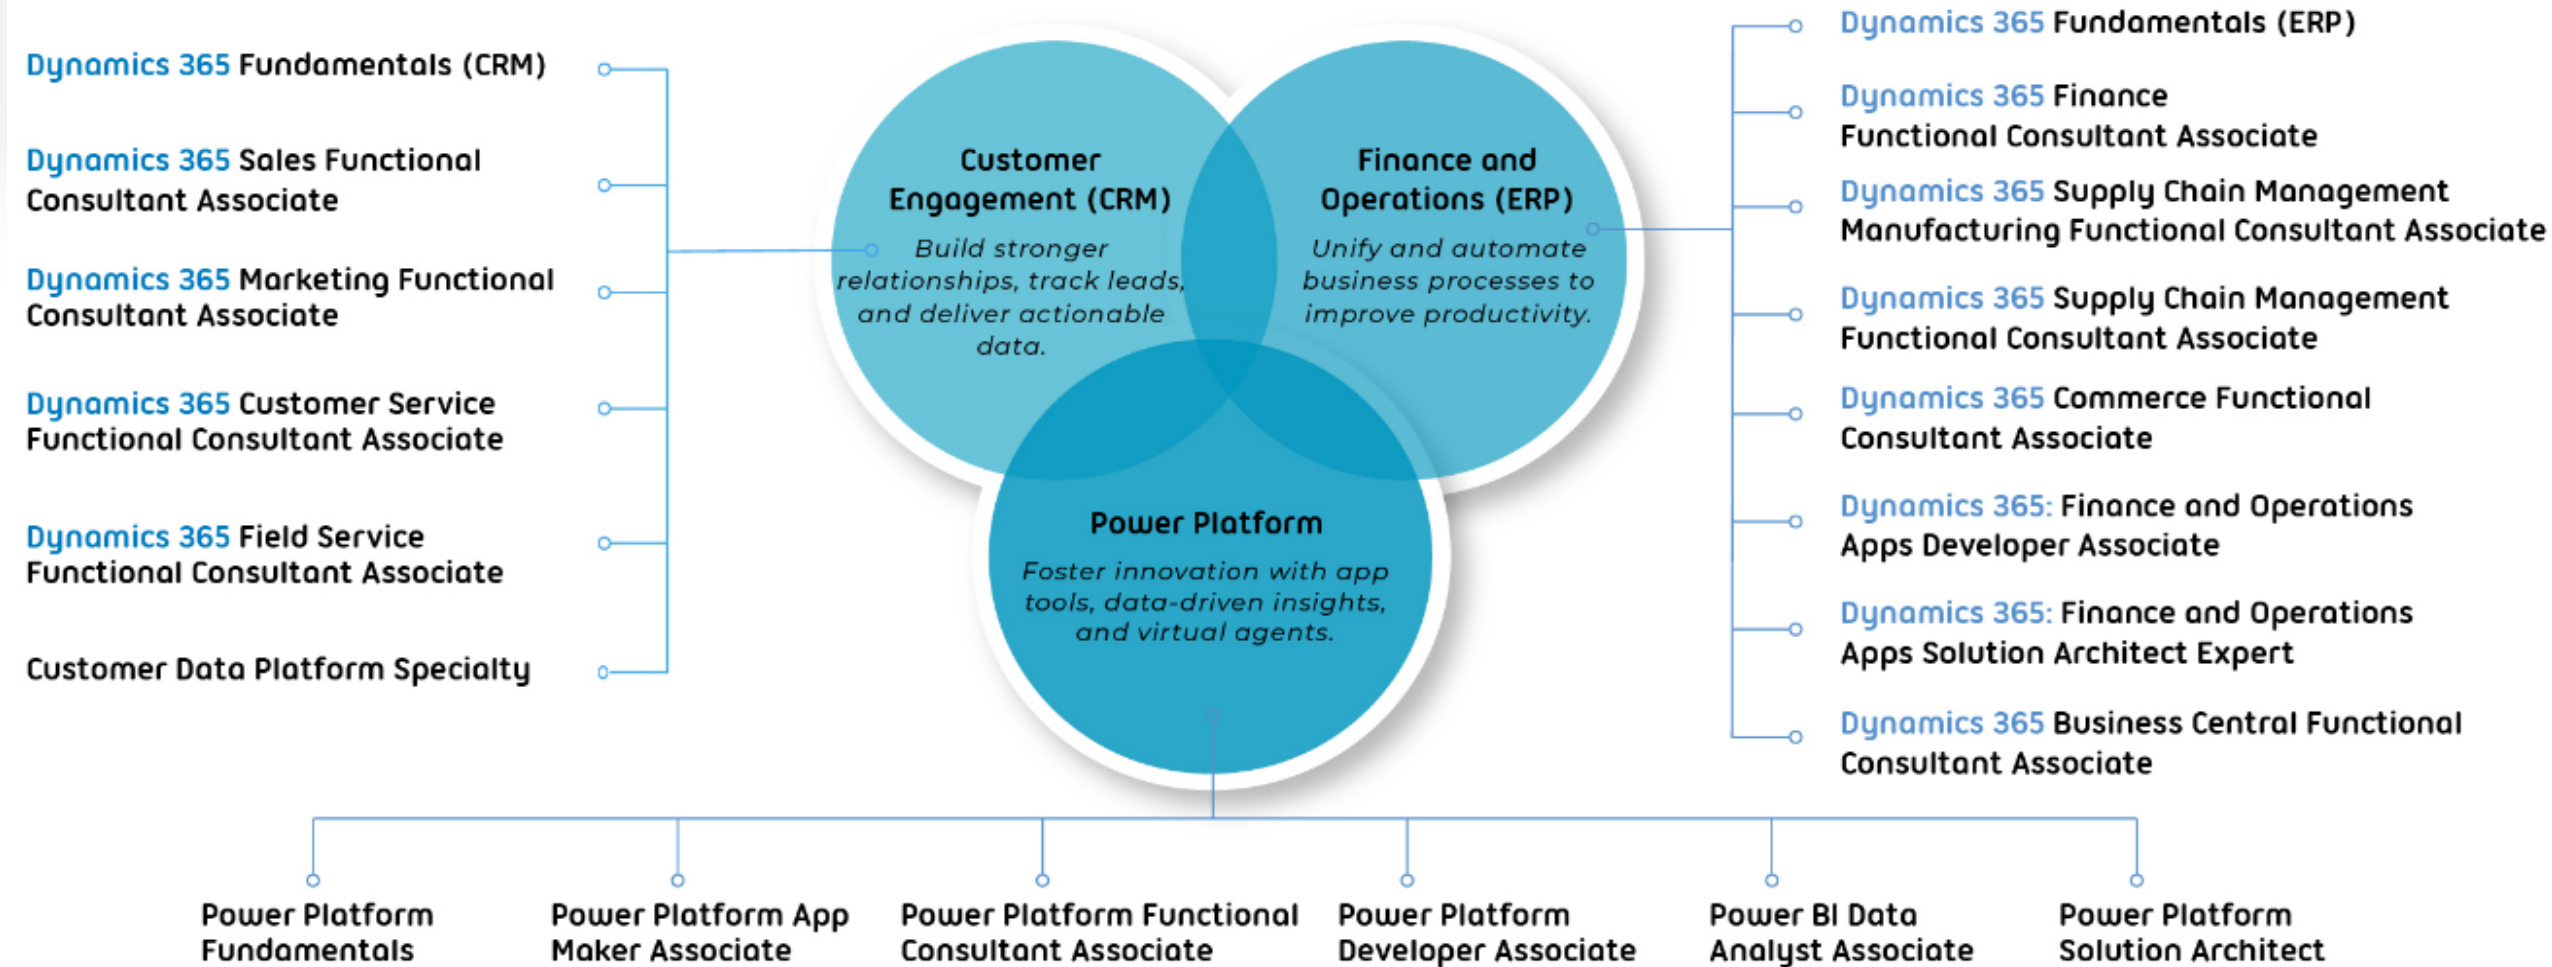 Dynamics 365 Fundamentals (CRM)
Dynamics 365 Sales Functional
Consultant Associate
Dynamics 365 Marketing Functional
Consultant Associate
Dynamics 365 Customer Service
Functional Consultant Associate
Dynamics 365 Field Service
Functional Consultant Associate
Customer Data Platform Specialty
Customer
Engagement (CRM)
Build stronger
relationships, track leads,
and deliver actionable
data.
Finance and
Operations (ERP)
Unify and automate
business processes to
improve productivity.
Power Platform
Foster innovation with app
tools, data-driven insights,
and virtual agents.
Dynamics 365 Fundamentals (ERP)
Dynamics 365 Finance
Functional Consultant Associate
Dynamics 365 Supply Chain Management
Manufacturing Functional Consultant Associate
Dynamics 365 Supply Chain Management
Functional Consultant Associate
Dynamics 365 Commerce Functional
Consultant Associate
Dynamics 365: Finance and Operations
Apps Developer Associate
Dynamics 365: Finance and Operations
Apps Solution Architect Expert
Dynamics 365 Business Central Functional
Consultant Associate
Power Platform
Fundamentals
Power Platform App
Maker Associate
Power Platform Functional
Consultant Associate
Power Platform
Developer Associate
Power BI Data
Analyst Associate
Power Platform
Solution Architect